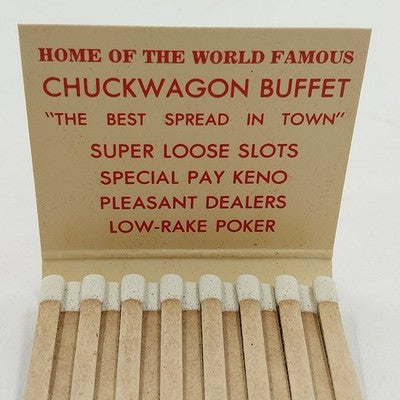 HOME OF THE WORLD FAMOUS
CHUCKWAGON BUFFET
"THE BEST SPREAD IN TOWN"
SUPER LOOSE SLOTS
SPECIAL PAY KENO
PLEASANT DEALERS
LOW-RAKE POKER